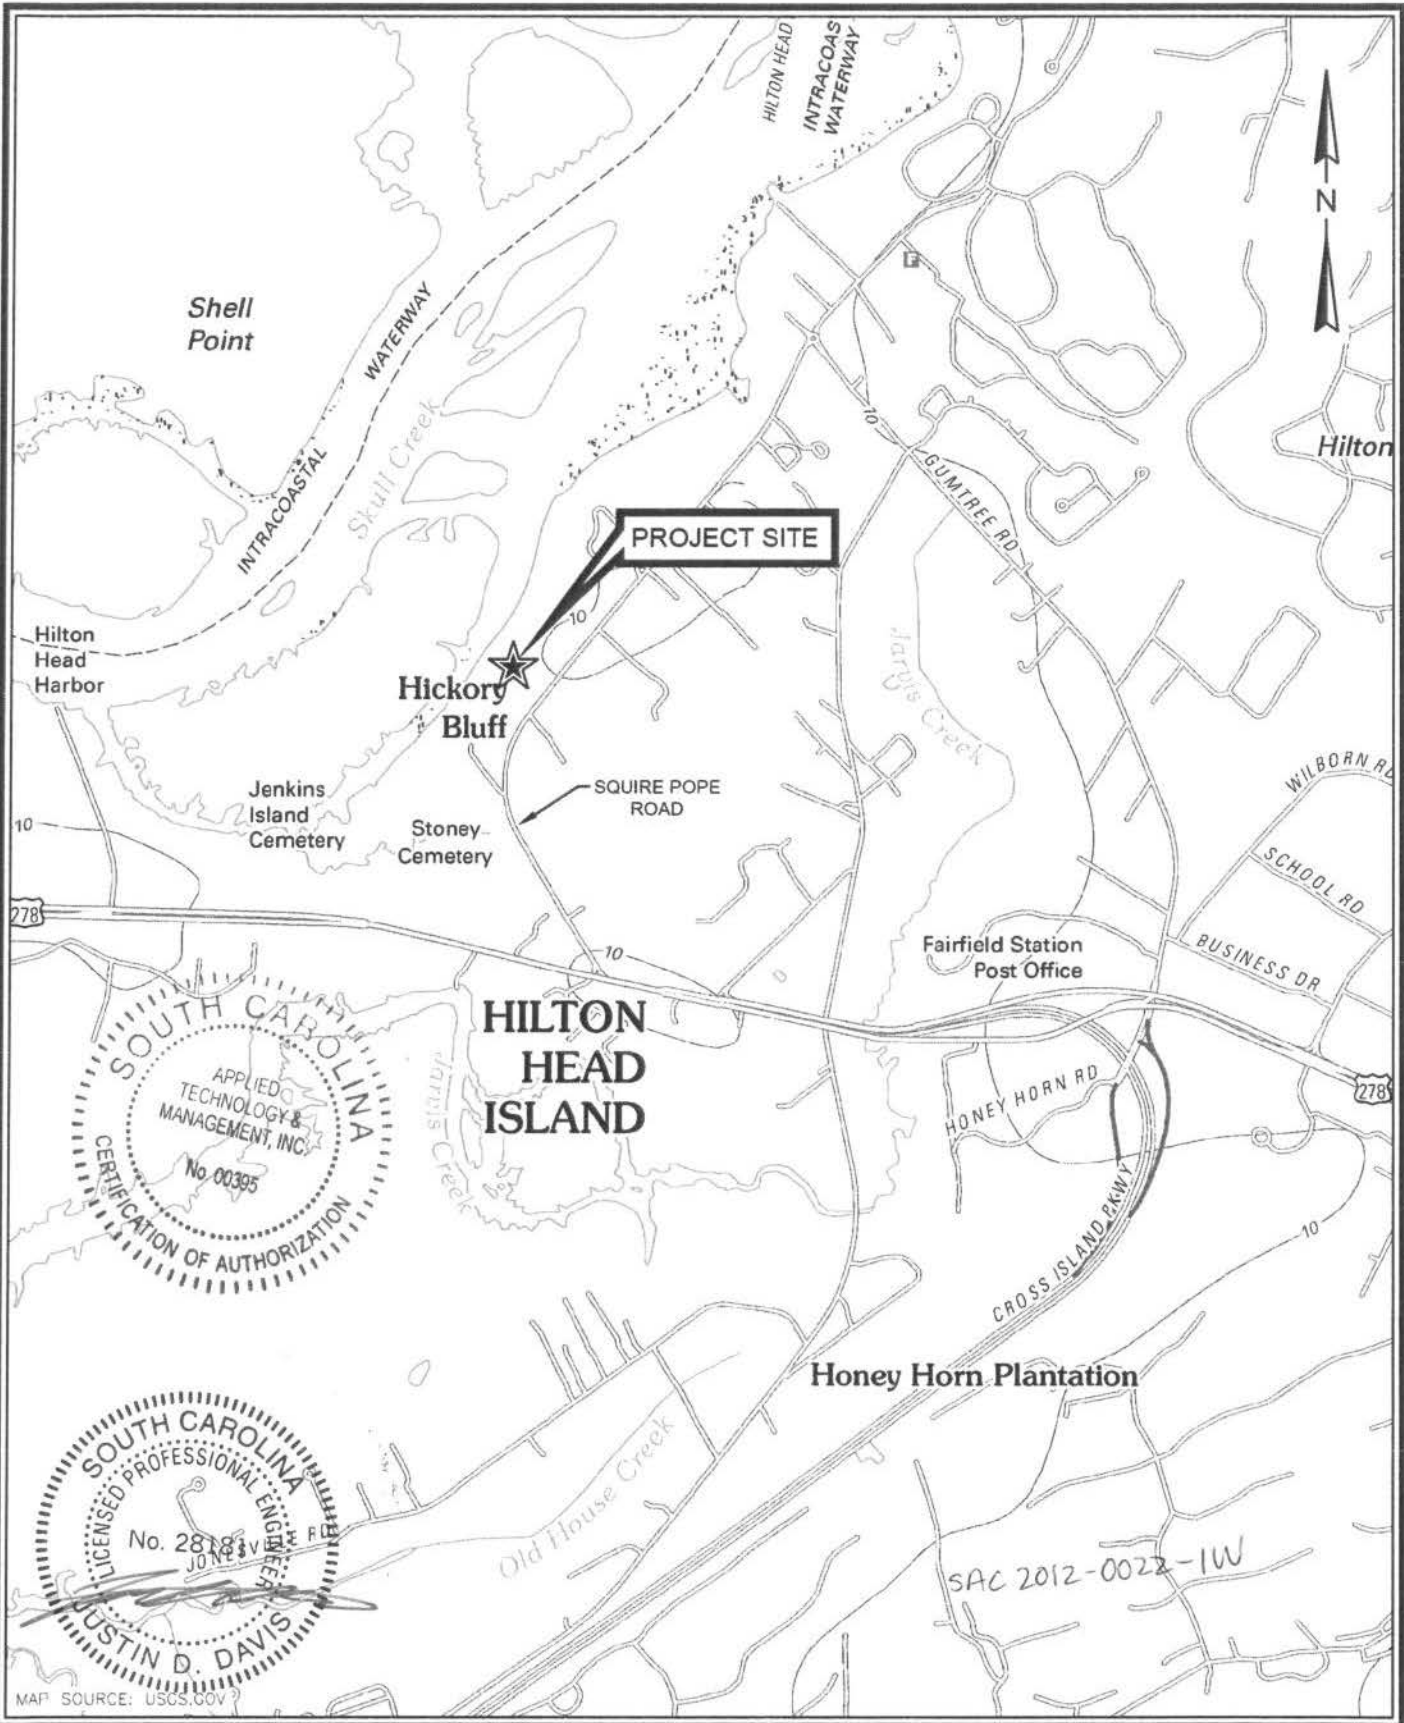 HILTON HEAD
INTRACOAS
WATERWAY
N
F
Shell
Point
WATERWAY
INTRACOASTAL
Skull Creek
10
GUMTREE RD
Hilton
PROJECT SITE
10
Hilton
Head
Harbor
Hickory
Bluff
Jarvis Creek
SQUIRE POPE
ROAD
WILBORN RD
Jenkins
Island
Cemetery
Stoney
Cemetery
10
SCHOOL RD
278
10
Fairfield Station
Post Office
BUSINESS DR
HILTON
HEAD
ISLAND
SOUTH CAROLINA
APPLIED
TECHNOLOGY &
MANAGEMENT, INC.
No. 00395
CERTIFICATION OF AUTHORIZATION
Jarvis Creek
HONEY HORN RD
278
CROSS ISLAND PKWY
10
Honey Horn Plantation
Old House Creek
SOUTH CAROLINA
LICENSED PROFESSIONAL ENGINEER
No. 28181
JONESVILLE RD
JUSTIN D. DAVIS
SAC 2012-0022-1W
MAP SOURCE: USGS.GOV